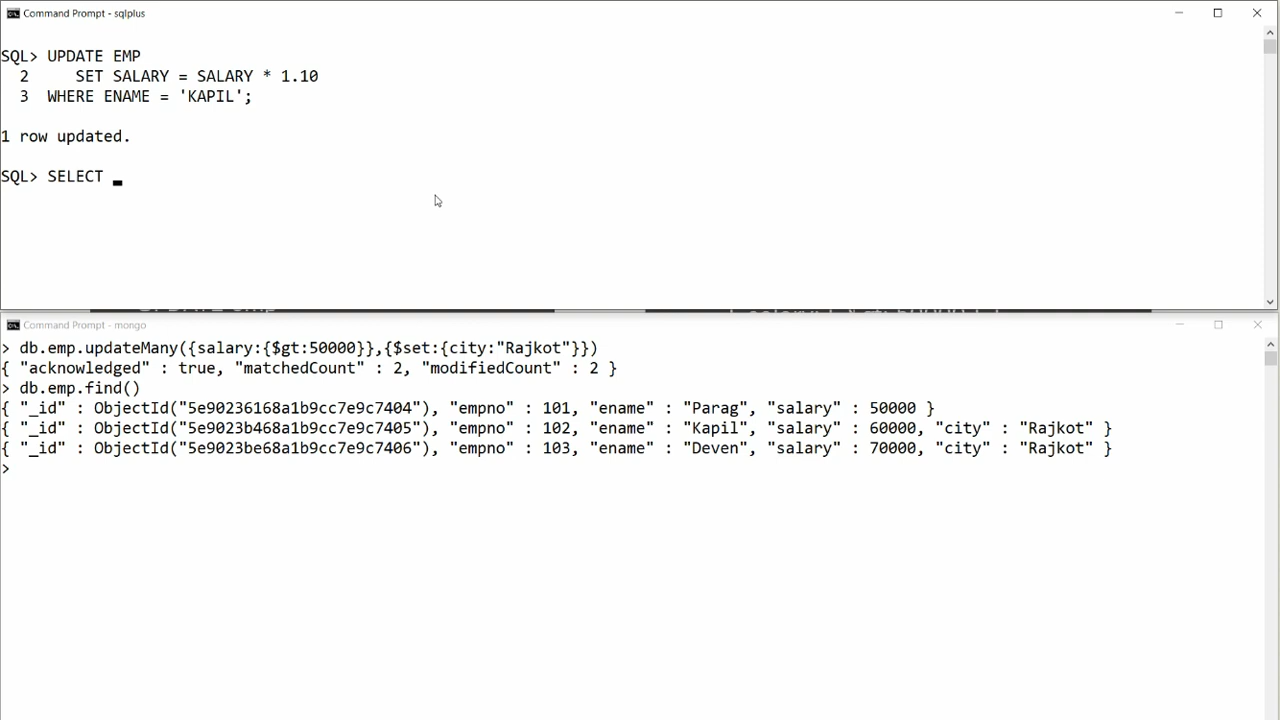 Command Prompt - sqlplus
SQL> UPDATE EMP
2 SET SALARY = SALARY * 1.10
3 WHERE ENAME = 'KAPIL';
1 row updated.
SQL> SELECT
Command Prompt - mongo
> db.emp.updateMany({salary:{$gt:50000}},{$set:{city:"Rajkot"}})
{ "acknowledged" : true, "matchedCount" : 2, "modifiedCount" : 2 }
> db.emp.find()
{ "_id" : ObjectId("5e90236168a1b9cc7e9c7404"), "empno" : 101, "ename" : "Parag", "salary" : 50000 }
{ "_id" : ObjectId("5e9023b468a1b9cc7e9c7405"), "empno" : 102, "ename" : "Kapil", "salary" : 60000, "city" : "Rajkot" }
{ "_id" : ObjectId("5e9023be68a1b9cc7e9c7406"), "empno" : 103, "ename" : "Deven", "salary" : 70000, "city" : "Rajkot" }
>